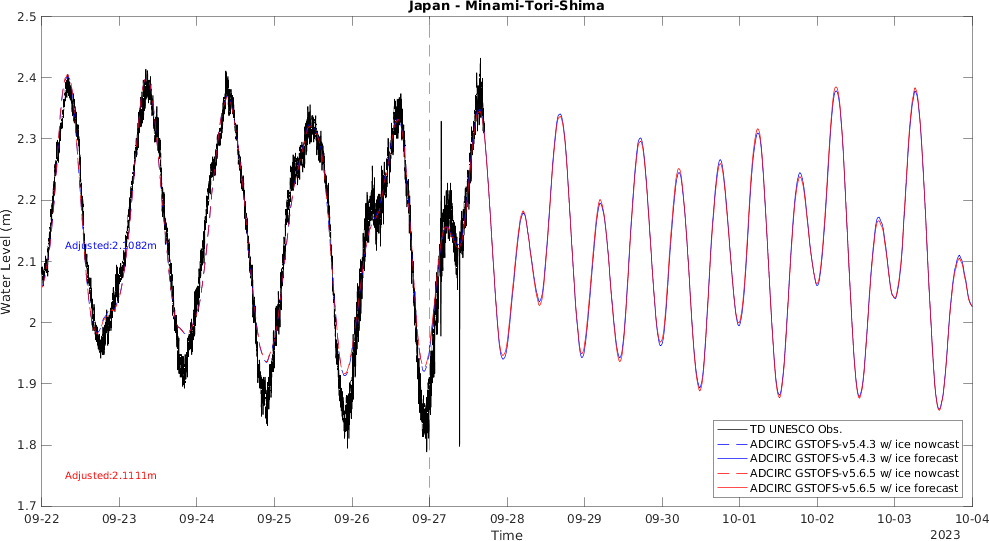 Japan - Minami-Tori-Shima
2.5
2.4
2.3
2.2
2.1
2
1.9
1.8
1.7
Water Level (m)
Adjusted:2.1082m
Adjusted:2.1111m
TD UNESCO Obs.
ADCIRC GSTOFS-v5.4.3 w/ ice nowcast
ADCIRC GSTOFS-v5.4.3 w/ ice forecast
ADCIRC GSTOFS-v5.6.5 w/ ice nowcast
ADCIRC GSTOFS-v5.6.5 w/ ice forecast
09-22 09-23 09-24 09-25 09-26 09-27 09-28 09-29 09-30 10-01 10-02 10-03 10-04
Time
2023